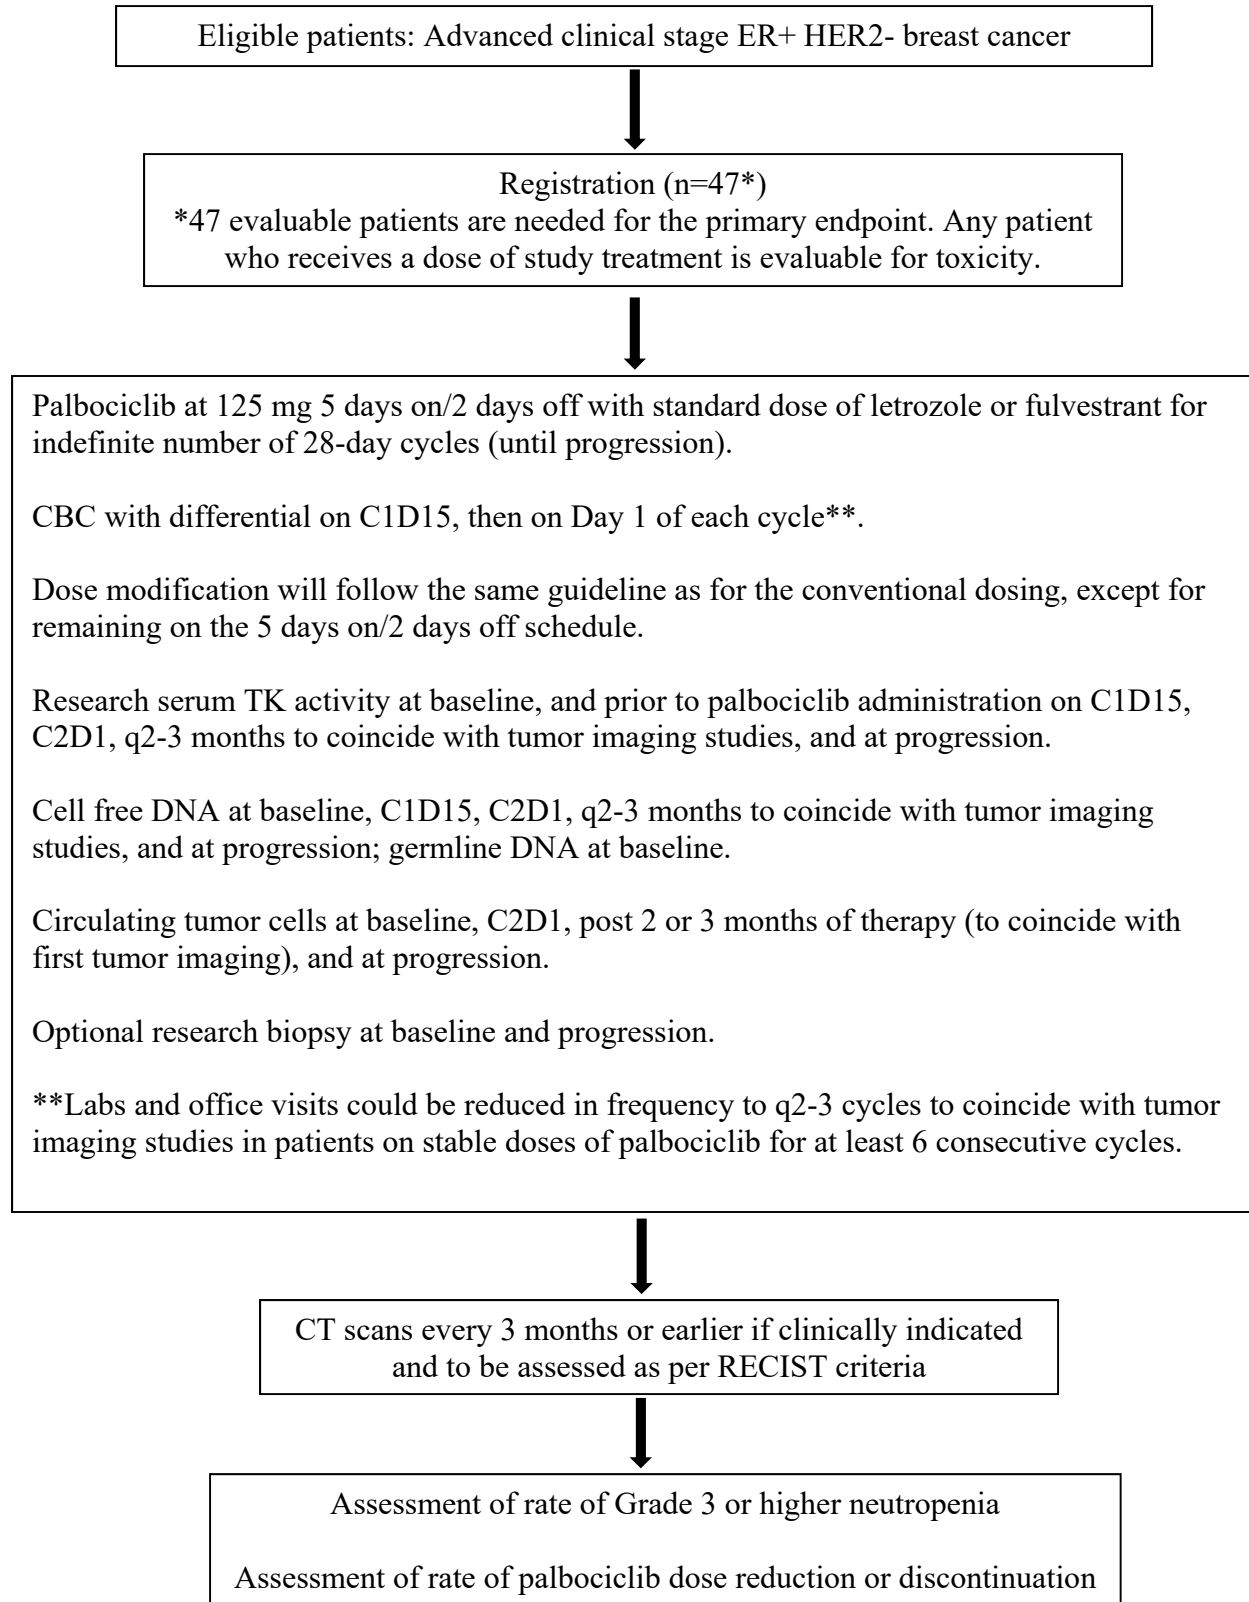 Eligible patients: Advanced clinical stage ER+ HER2- breast cancer
Registration (n=47*)
*47 evaluable patients are needed for the primary endpoint. Any patient
who receives a dose of study treatment is evaluable for toxicity.
Palbociclib at 125 mg 5 days on/2 days off with standard dose of letrozole or fulvestrant for
indefinite number of 28-day cycles (until progression).
CBC with differential on C1D15, then on Day 1 of each cycle**.
Dose modification will follow the same guideline as for the conventional dosing, except for
remaining on the 5 days on/2 days off schedule.
Research serum TK activity at baseline, and prior to palbociclib administration on C1D15,
C2D1, q2-3 months to coincide with tumor imaging studies, and at progression.
Cell free DNA at baseline, C1D15, C2D1, q2-3 months to coincide with tumor imaging
studies, and at progression; germline DNA at baseline.
Circulating tumor cells at baseline, C2D1, post 2 or 3 months of therapy (to coincide with
first tumor imaging), and at progression.
Optional research biopsy at baseline and progression.
**Labs and office visits could be reduced in frequency to q2-3 cycles to coincide with tumor
imaging studies in patients on stable doses of palbociclib for at least 6 consecutive cycles.
CT scans every 3 months or earlier if clinically indicated
and to be assessed as per RECIST criteria
Assessment of rate of Grade 3 or higher neutropenia
Assessment of rate of palbociclib dose reduction or discontinuation